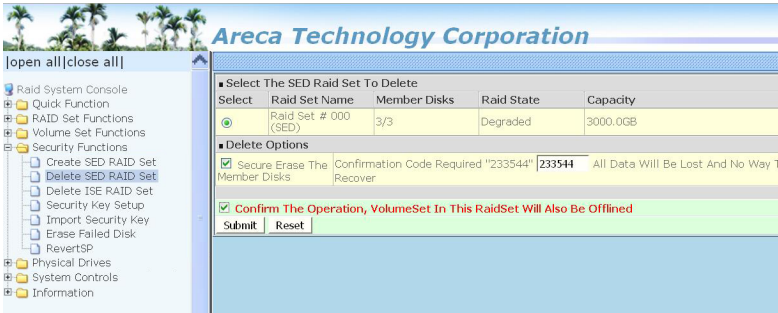 Areca Technology Corporation
|open all|close all|
Raid System Console
Quick Function
RAID Set Functions
Volume Set Functions
Security Functions
Create SED RAID Set
Delete SED RAID Set
Delete ISE RAID Set
Security Key Setup
Import Security Key
Erase Failed Disk
RevertSP
Physical Drives
System Controls
Information
Select The SED Raid Set To Delete
Select Raid Set Name Member Disks Raid State Capacity
Raid Set # 000 (SED) 3/3 Degraded 3000.0GB
Delete Options
Secure Erase The Member Disks
Confirmation Code Required "233544" 233544 All Data Will Be Lost And No Way T
Recover
Confirm The Operation, VolumeSet In This RaidSet Will Also Be Offlined
Submit Reset